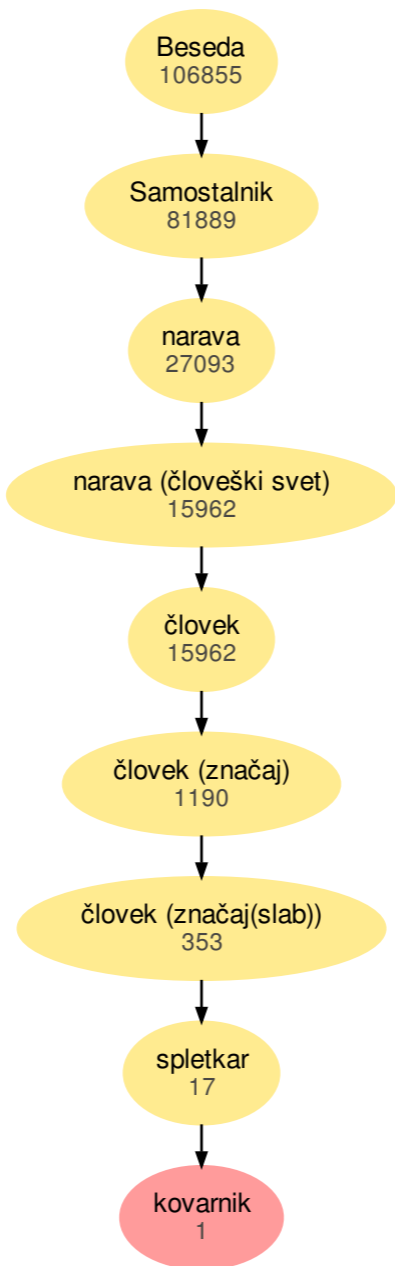 Beseda
106855
Samostalnik
81889
narava
27093
narava (človeški svet)
15962
človek
15962
človek (značaj)
1190
človek (značaj(slab))
353
spletkar
17
kovarnik
1